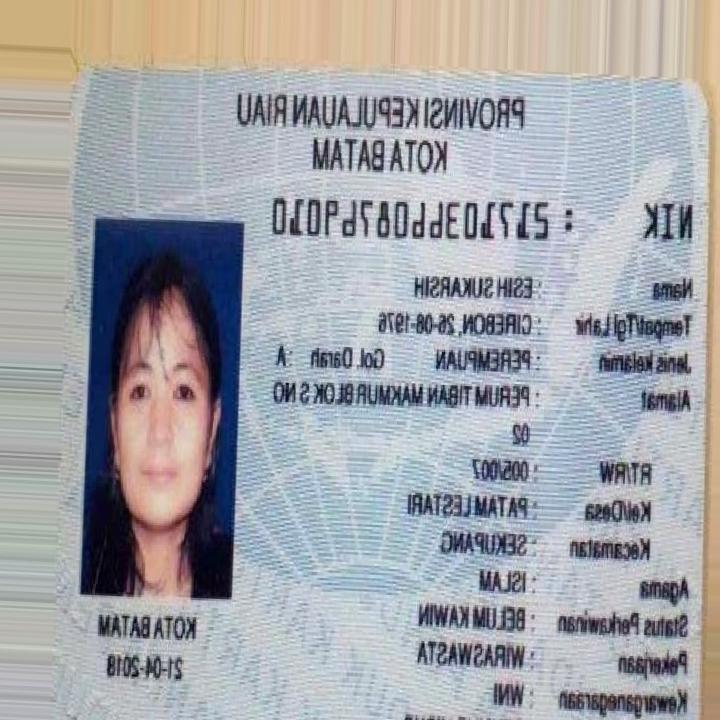 PROVINSI KEPULAUAN RIAU
KOTA BATAM
NIK : 2171036608769010
Nama : ESIH SUKARSIH
Tempat/Tgl Lahir : CIREBON, 26-08-1976
Jenis kelamin : PEREMPUAN Gol. Darah : A
Alamat : PERUM TIBAN MAKMUR BLOK S NO
02
RT/RW : 005/007
Kel/Desa : PATAM LESTARI
Kecamatan : SEKUPANG
Agama : ISLAM
Status Perkawinan : BELUM KAWIN
Pekerjaan : WIRASWASTA
Kewarganegaraan : WNI
KOTA BATAM
21-04-2018